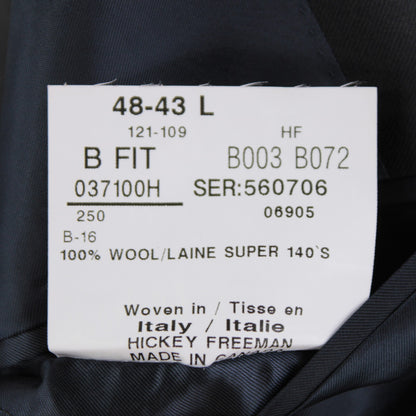 48-43 L
121-109 HF
B FIT B003 B072
037100H SER:560706
250 06905
B-16
100% WOOL/LAINE SUPER 140`S
Woven in / Tisse en
Italy / Italie
HICKEY FREEMAN
MADE IN CANADA